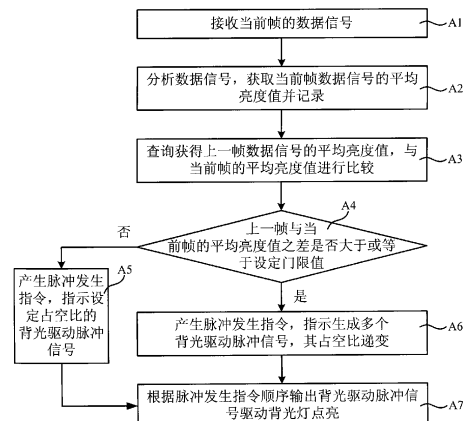 接收当前帧的数据信号
A1
分析数据信号，获取当前帧数据信号的平均
亮度值并记录
A2
查询获得上一帧数据信号的平均亮度值，与
当前帧的平均亮度值进行比较
A3
A4
上一帧与当
前帧的平均亮度值之差是否大于或等
于设定门限值
否
是
产生脉冲发生
指令，指示设
定占空比的
背光驱动脉冲
信号
A5
产生脉冲发生指令，指示生成多个
背光驱动脉冲信号，其占空比递变
A6
根据脉冲发生指令顺序输出背光驱动脉冲信
号驱动背光灯点亮
A7